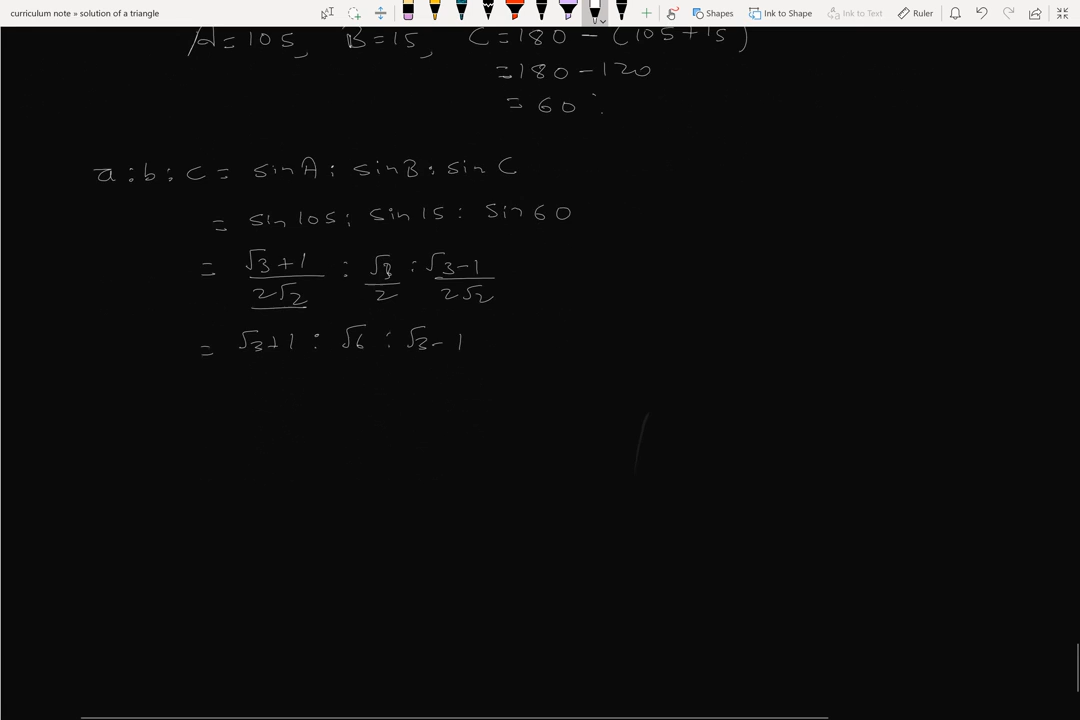 curriculum note » solution of a triangle
Shapes Ink to Shape Ink to Text Ruler
A=105, B=15, C=180-(105+15)
=180-120
=60°.
a:b:c = sinA : sinB : sinC
= sin105 : sin15 : sin60
= √3+1/2√2 : √3/2 : √3-1/2√2
= √3+1 : √6 : √3-1